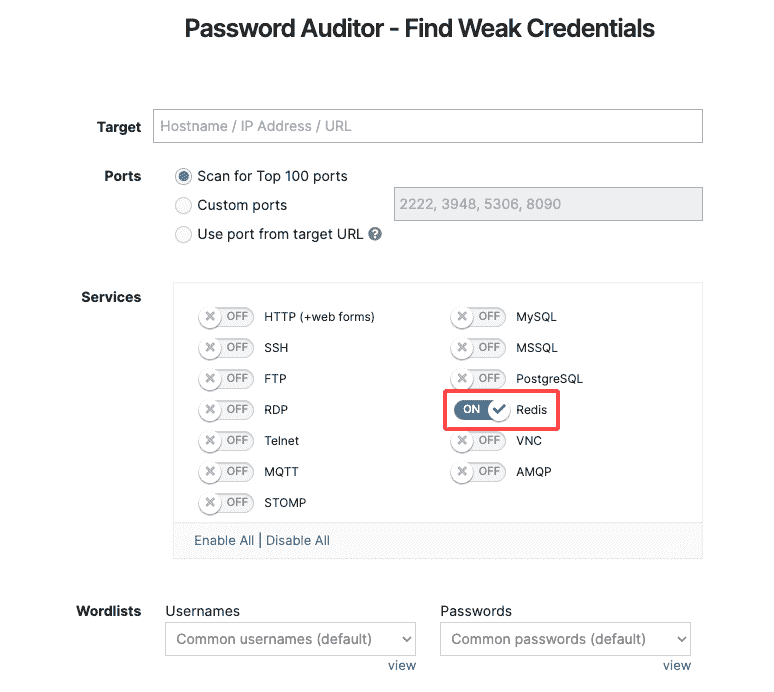 Password Auditor - Find Weak Credentials
Target
Hostname / IP Address / URL
Ports
Scan for Top 100 ports
Custom ports
2222, 3948, 5306, 8090
Use port from target URL ?
Services
OFF HTTP (+web forms)
OFF MySQL
OFF SSH
OFF MSSQL
OFF FTP
OFF PostgreSQL
OFF RDP
ON Redis
OFF Telnet
OFF VNC
OFF MQTT
OFF AMQP
OFF STOMP
Enable All | Disable All
Wordlists
Usernames
Passwords
Common usernames (default)
Common passwords (default)
view
view